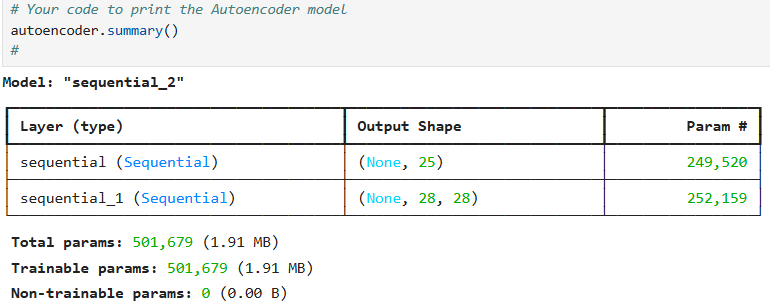 # Your code to print the Autoencoder model
autoencoder.summary()
#
Model: "sequential_2"
Layer (type) Output Shape Param #
sequential (Sequential) (None, 25) 249,520
sequential_1 (Sequential) (None, 28, 28) 252,159
Total params: 501,679 (1.91 MB)
Trainable params: 501,679 (1.91 MB)
Non-trainable params: 0 (0.00 B)